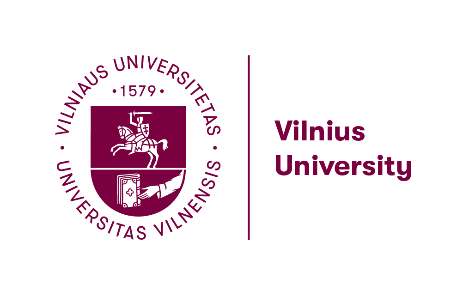 VILNIAUS UNIVERSITETAS
·1579·
· UNIVERSITAS VILNENSIS ·
Vilnius
University